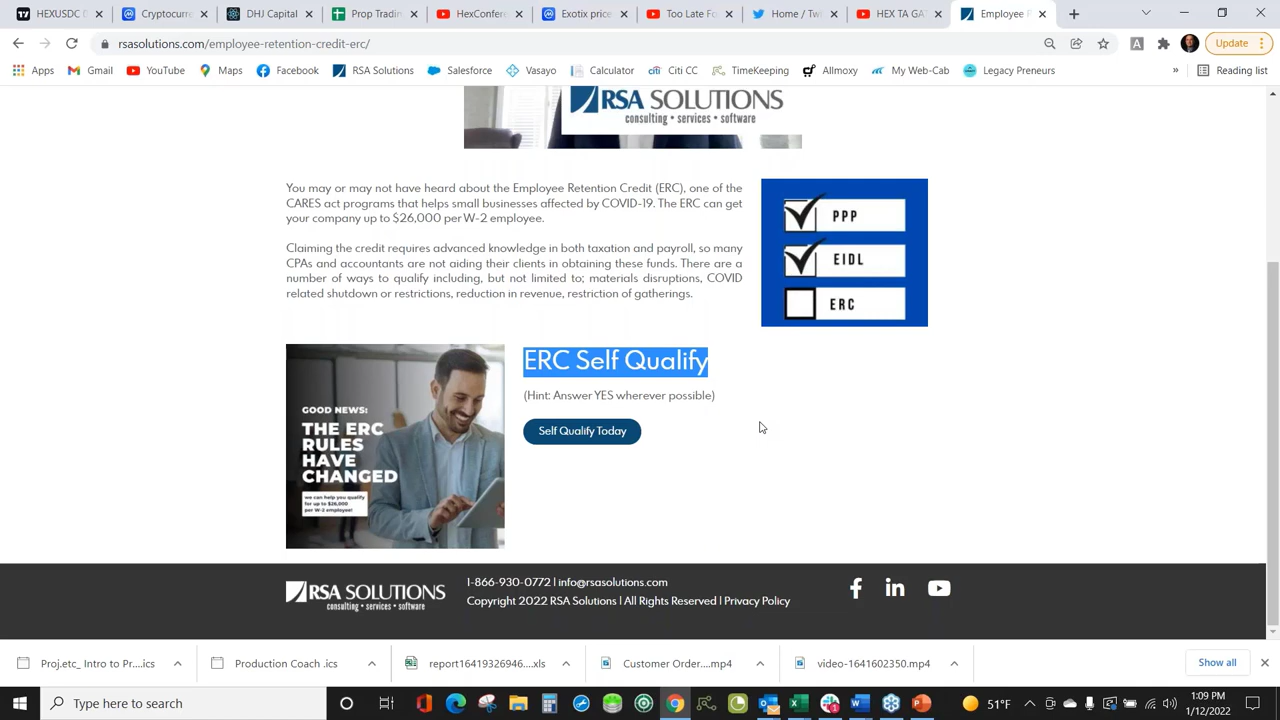 HEXUSDC D
Cryptocurre
DHJ Capital
Prop Tradin
HexConfere
Exotix price
Too Late Fo
Home / Tw
HEX TA GA
Employee R
rsasolutions.com/employee-retention-credit-erc/
Update
Apps
Gmail
YouTube
Maps
Facebook
RSA Solutions
Salesforce
Vasayo
Calculator
Citi CC
TimeKeeping
Allmoxy
My Web-Cab
Legacy Preneurs
»
Reading list
RSA SOLUTIONS
consulting • services • software
You may or may not have heard about the Employee Retention Credit (ERC), one of the
CARES act programs that helps small businesses affected by COVID-19. The ERC can get
your company up to $26,000 per W-2 employee.
Claiming the credit requires advanced knowledge in both taxation and payroll, so many
CPAs and accountants are not aiding their clients in obtaining these funds. There are a
number of ways to qualify including, but not limited to; materials disruptions, COVID
related shutdown or restrictions, reduction in revenue, restriction of gatherings.
PPP
EIDL
ERC
GOOD NEWS:
THE ERC
RULES
HAVE
CHANGED
we can help you qualify
for up to $26,000
per W-2 employee!
ERC Self Qualify
(Hint: Answer YES wherever possible)
Self Qualify Today
RSA SOLUTIONS
consulting • services • software
1-866-930-0772 | info@rsasolutions.com
Copyright 2022 RSA Solutions | All Rights Reserved | Privacy Policy
Proj.etc_ Intro to Pr....ics
Production Coach .ics
report16419326946....xls
Customer Order....mp4
video-1641602350.mp4
Show all
Type here to search
51°F
1:09 PM
1/12/2022